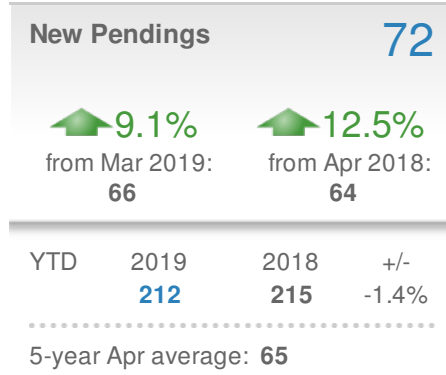 New Pendings 72
9.1% 12.5%
from Mar 2019: from Apr 2018:
66 64
YTD 2019 2018 +/-
212 215 -1.4%
5-year Apr average: 65